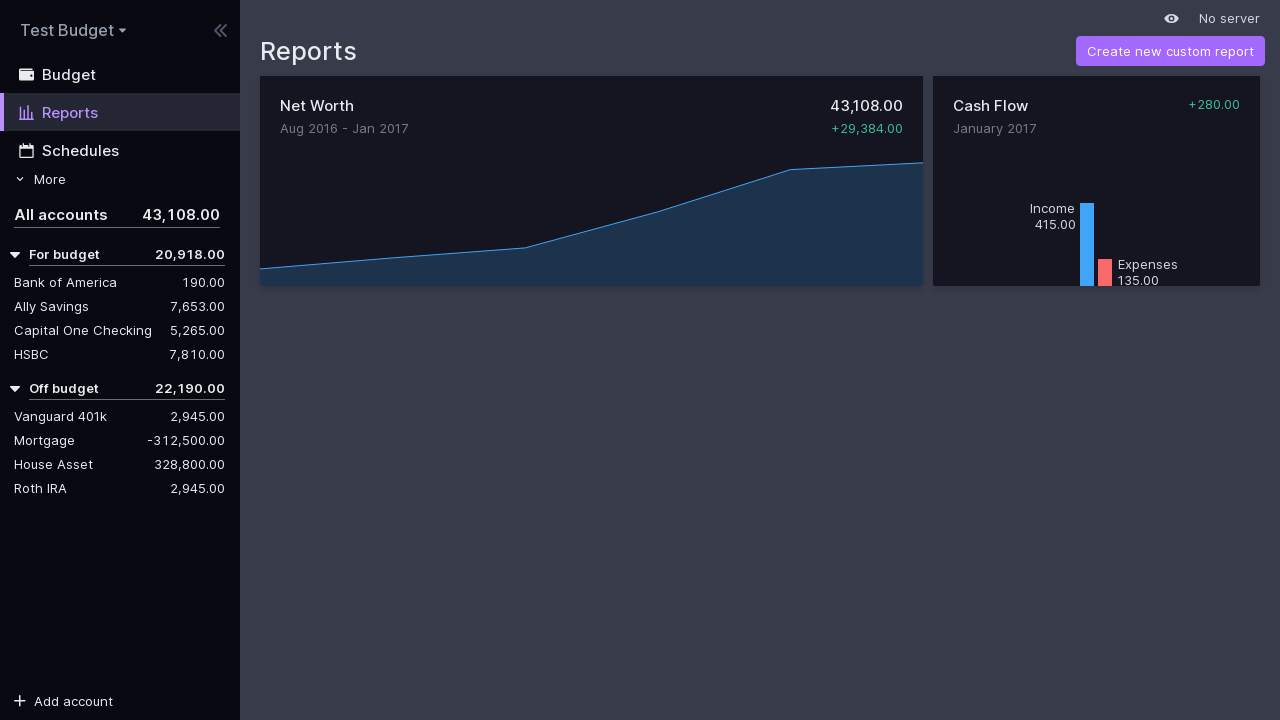 Test Budget
Budget
Reports
Schedules
More
All accounts 43,108.00
For budget 20,918.00
Bank of America 190.00
Ally Savings 7,653.00
Capital One Checking 5,265.00
HSBC 7,810.00
Off budget 22,190.00
Vanguard 401k 2,945.00
Mortgage -312,500.00
House Asset 328,800.00
Roth IRA 2,945.00
Add account
No server
Reports
Create new custom report
Net Worth 43,108.00
Aug 2016 - Jan 2017 +29,384.00
Cash Flow +280.00
January 2017
Income
415.00
Expenses
135.00